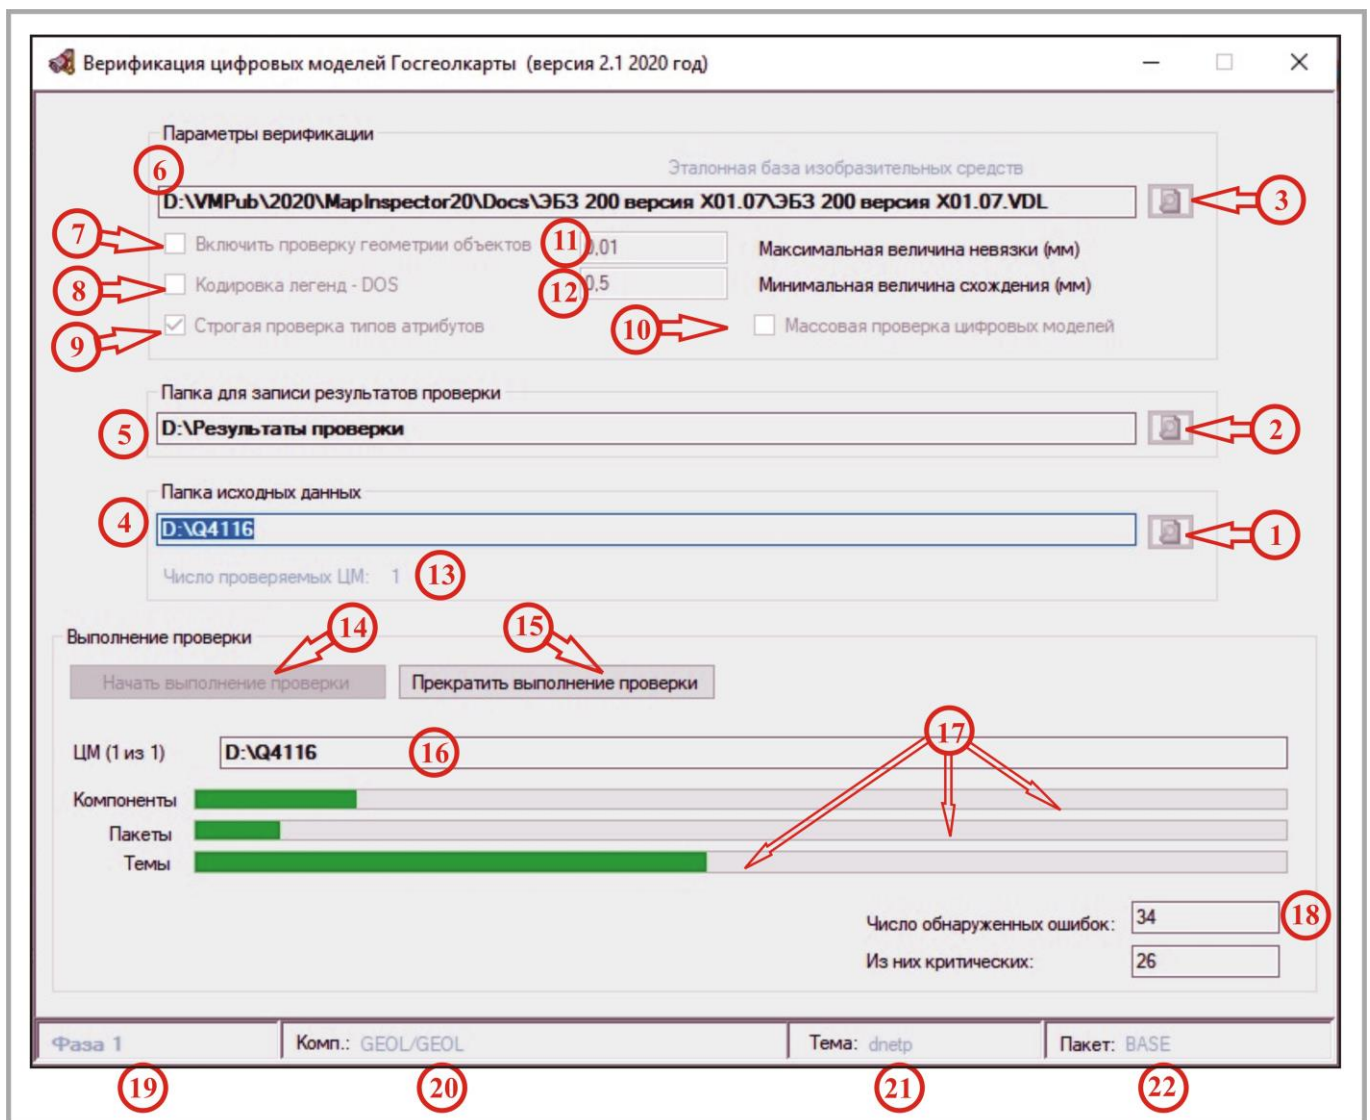 Верификация цифровых моделей Госгеолкарты (версия 2.1 2020 год)
Параметры верификации
6
Эталонная база изобразительных средств
D:\VMPub\2020\MapInspector20\Docs\ЭБЗ 200 версия X01.07\ЭБЗ 200 версия X01.07.VDL
3
7
Включить проверку геометрии объектов
11
0,01
Максимальная величина невязки (мм)
8
Кодировка легенд - DOS
12
0,5
Минимальная величина схождения (мм)
9
Строгая проверка типов атрибутов
10
Массовая проверка цифровых моделей
Папка для записи результатов проверки
5
D:\Результаты проверки
2
Папка исходных данных
4
D:\Q4116
1
Число проверяемых ЦМ: 1
13
Выполнение проверки
14
15
Начать выполнение проверки
Прекратить выполнение проверки
17
ЦМ (1 из 1)
D:\Q4116
16
Компоненты
Пакеты
Темы
Число обнаруженных ошибок:
34
18
Из них критических:
26
Фаза 1
Комп.: GEOL/GEOL
Тема: dnetp
Пакет: BASE
19
20
21
22